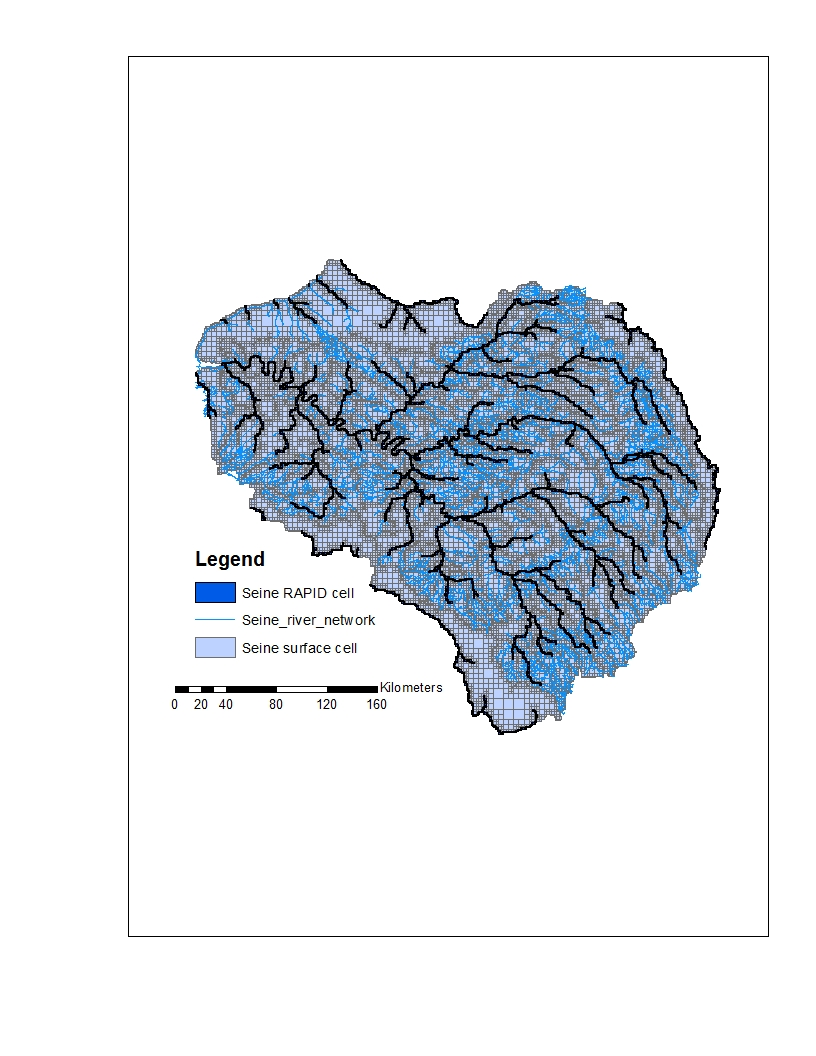 Legend
Seine RAPID cell
Seine_river_network
Seine surface cell
Kilometers
0 20 40 80 120 160